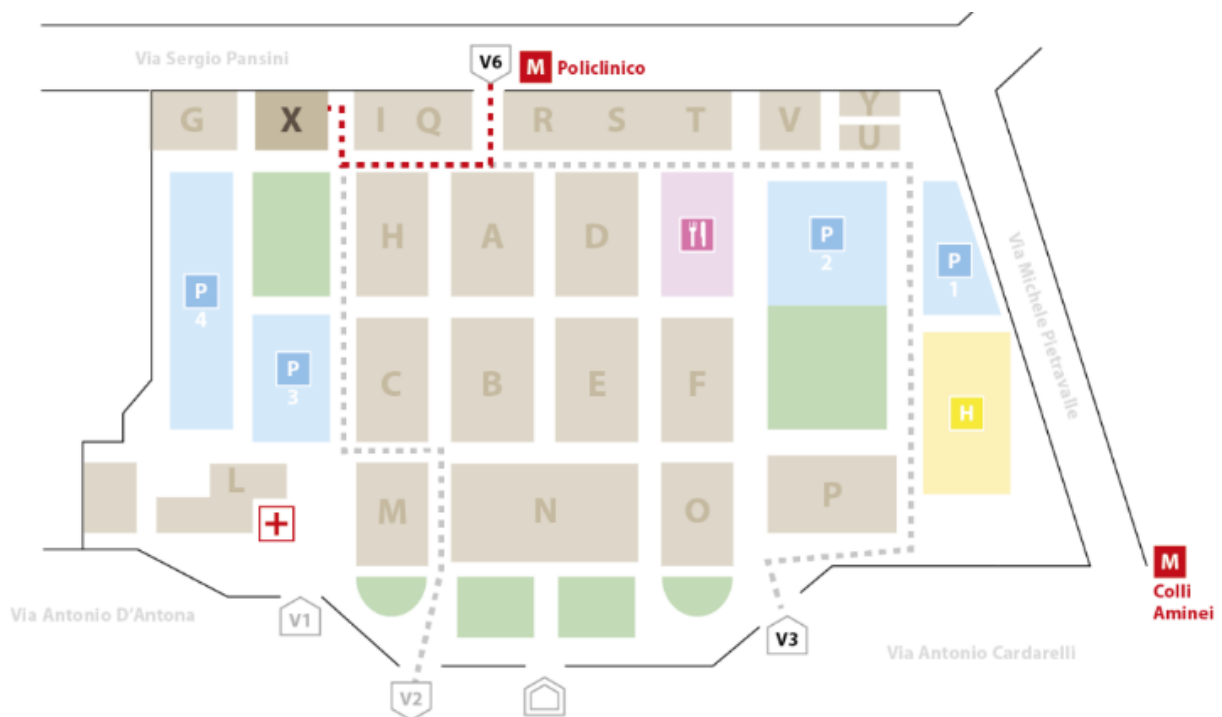 Via Sergio Pansini
V6
M Policlinico
G
X
I Q
R S T
V
Y
U
H
A
D
P
2
P
1
P
4
Via Michele Pietravalle
C
B
E
F
P
3
H
L
M
N
O
P
M
Colli
Aminei
Via Antonio D'Antona
V1
V3
Via Antonio Cardarelli
V2